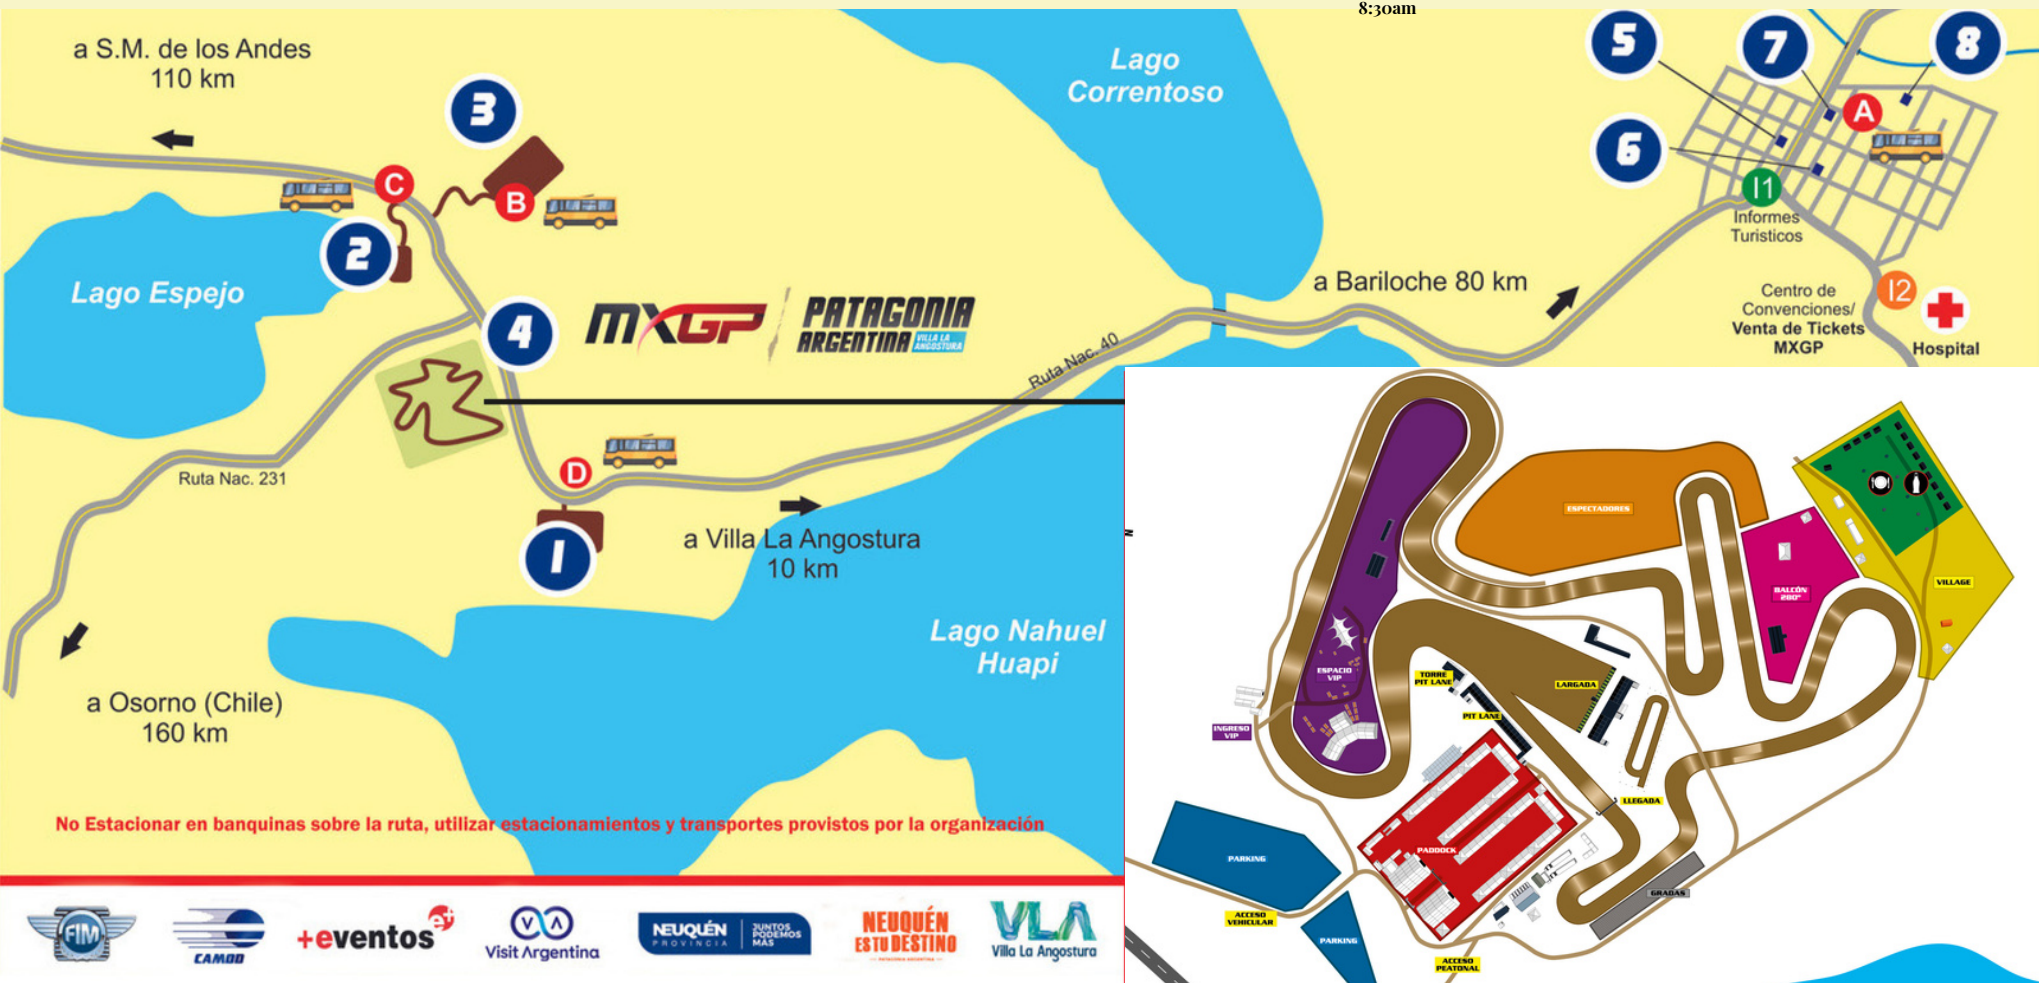 8:30am
a S.M. de los Andes
110 km
3
Lago
Correntoso
5
7
8
A
6
C
B
I1
Informes
Turisticos
2
Lago Espejo
4
MXGP
PATAGONIA
ARGENTINA
VILLA LA
ANGOSTURA
a Bariloche 80 km
I2
Centro de
Convenciones/
Venta de Tickets
MXGP
Hospital
Ruta Nac. 40
Ruta Nac. 231
D
1
a Villa La Angostura
10 km
Lago Nahuel
Huapi
a Osorno (Chile)
160 km
No Estacionar en banquinas sobre la ruta, utilizar estacionamientos y transportes provistos por la organización
ESPECTADORES
BALCÓN
280°
VILLAGE
ESPACIO
VIP
TORRE
PIT LANE
LARGADA
PIT LANE
INGRESO
VIP
LLEGADA
PADDOCK
PARKING
GRADAS
ACCESO
VEHICULAR
PARKING
ACCESO
PEATONAL
FIM
CAMOD
+eventos
e+
VA
Visit Argentina
NEUQUÉN
PROVINCIA
JUNTOS
PODEMOS
MÁS
NEUQUÉN
ES TU DESTINO
VLA
Villa La Angostura